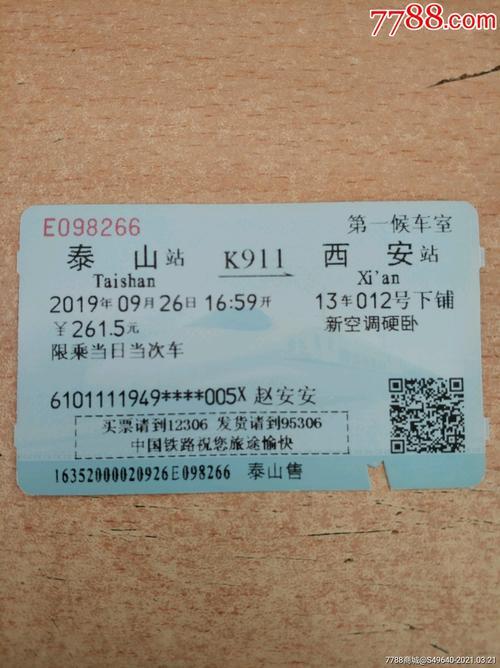 7788.com
E098266 第一候车室
泰山站 K911 西安站
Taishan Xi'an
2019年09月26日16:59开 13车012号下铺
￥261.5元 新空调硬卧
限乘当日当次车
6101111949****005X 赵安安
买票请到12306 发货请到95306
中国铁路祝您旅途愉快
16352000020926E098266 泰山售
7788商城@S49640-2021.03.21